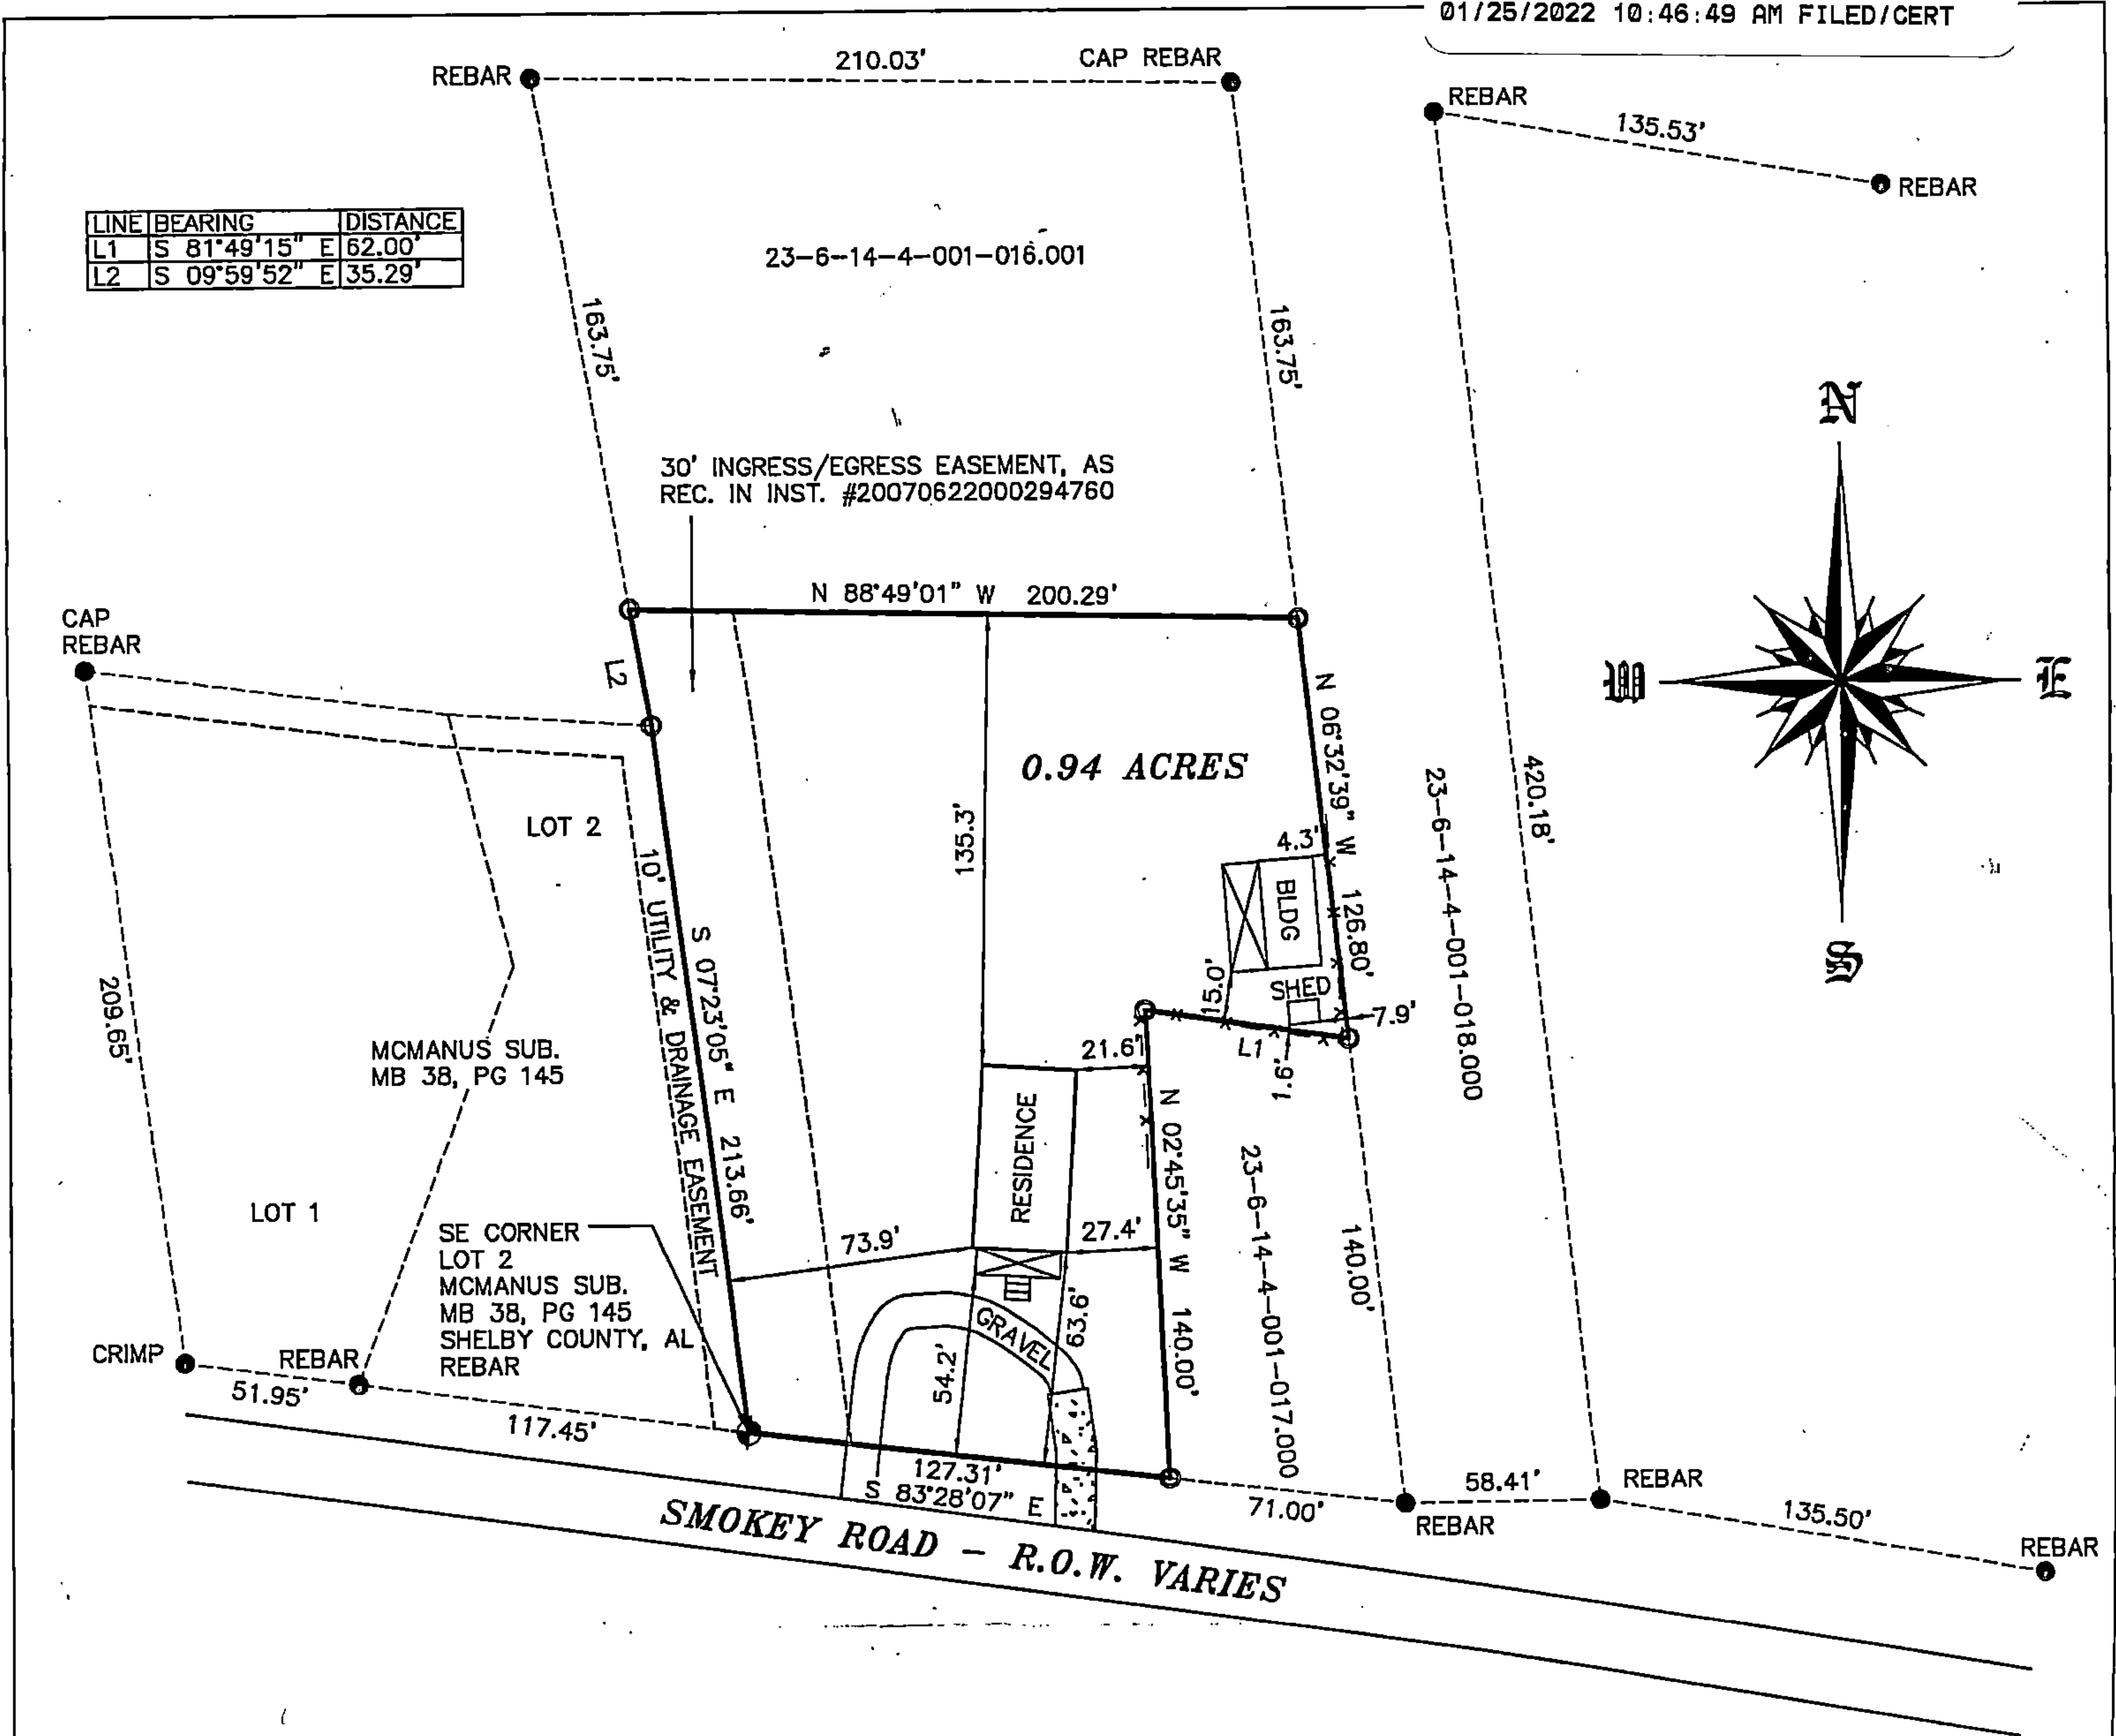 01/25/2022 10:46:49 AM FILED/CERT
210.03'
CAP REBAR
REBAR
REBAR
135.53'
REBAR
LINE BEARING DISTANCE
L1 S 81°49'15" E 62.00'
L2 S 09°59'52" E 35.29'
23-6-14-4-001-016.001
163.75'
163.75'
N
W
E
S
30' INGRESS/EGRESS EASEMENT, AS
REC. IN INST. #20070622000294760
N 88°49'01" W 200.29'
CAP
REBAR
L2
N 06°32'39" W 126.80'
0.94 ACRES
23-6-14-4-001-018.000
420.18'
LOT 2
135.3'
4.3'
BLDG
10' UTILITY & DRAINAGE EASEMENT
S 07°23'05" E 213.66'
15.0'
SHED
7.9'
209.65'
L1
1.9'
MCMANUS SUB.
MB 38, PG 145
21.6'
RESIDENCE
N 02°45'35" W 140.00'
23-6-14-4-001-017.000
140.00'
LOT 1
SE CORNER
LOT 2
MCMANUS SUB.
MB 38, PG 145
SHELBY COUNTY, AL
REBAR
73.9'
27.4'
GRAVEL
63.6'
54.2'
CRIMP
REBAR
51.95'
117.45'
127.31'
S 83°28'07" E
71.00'
58.41'
REBAR
REBAR
135.50'
REBAR
SMOKEY ROAD - R.O.W. VARIES